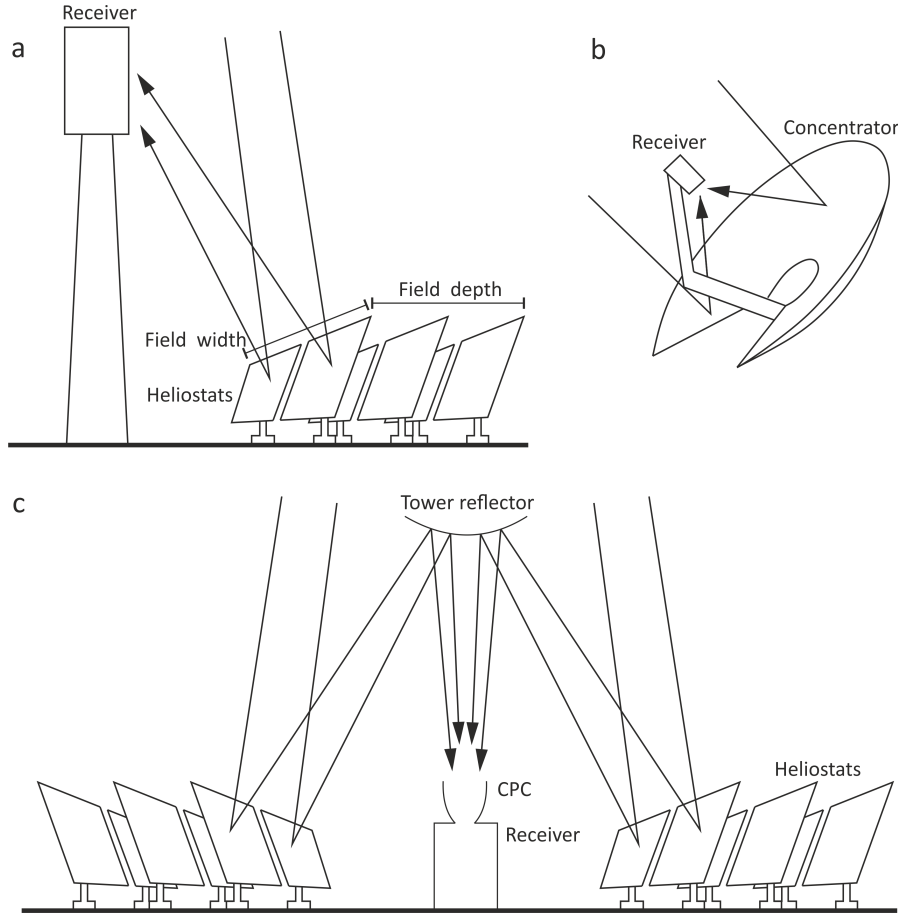 a
Receiver
Field width
Field depth
Heliostats
b
Receiver
Concentrator
c
Tower reflector
CPC
Receiver
Heliostats